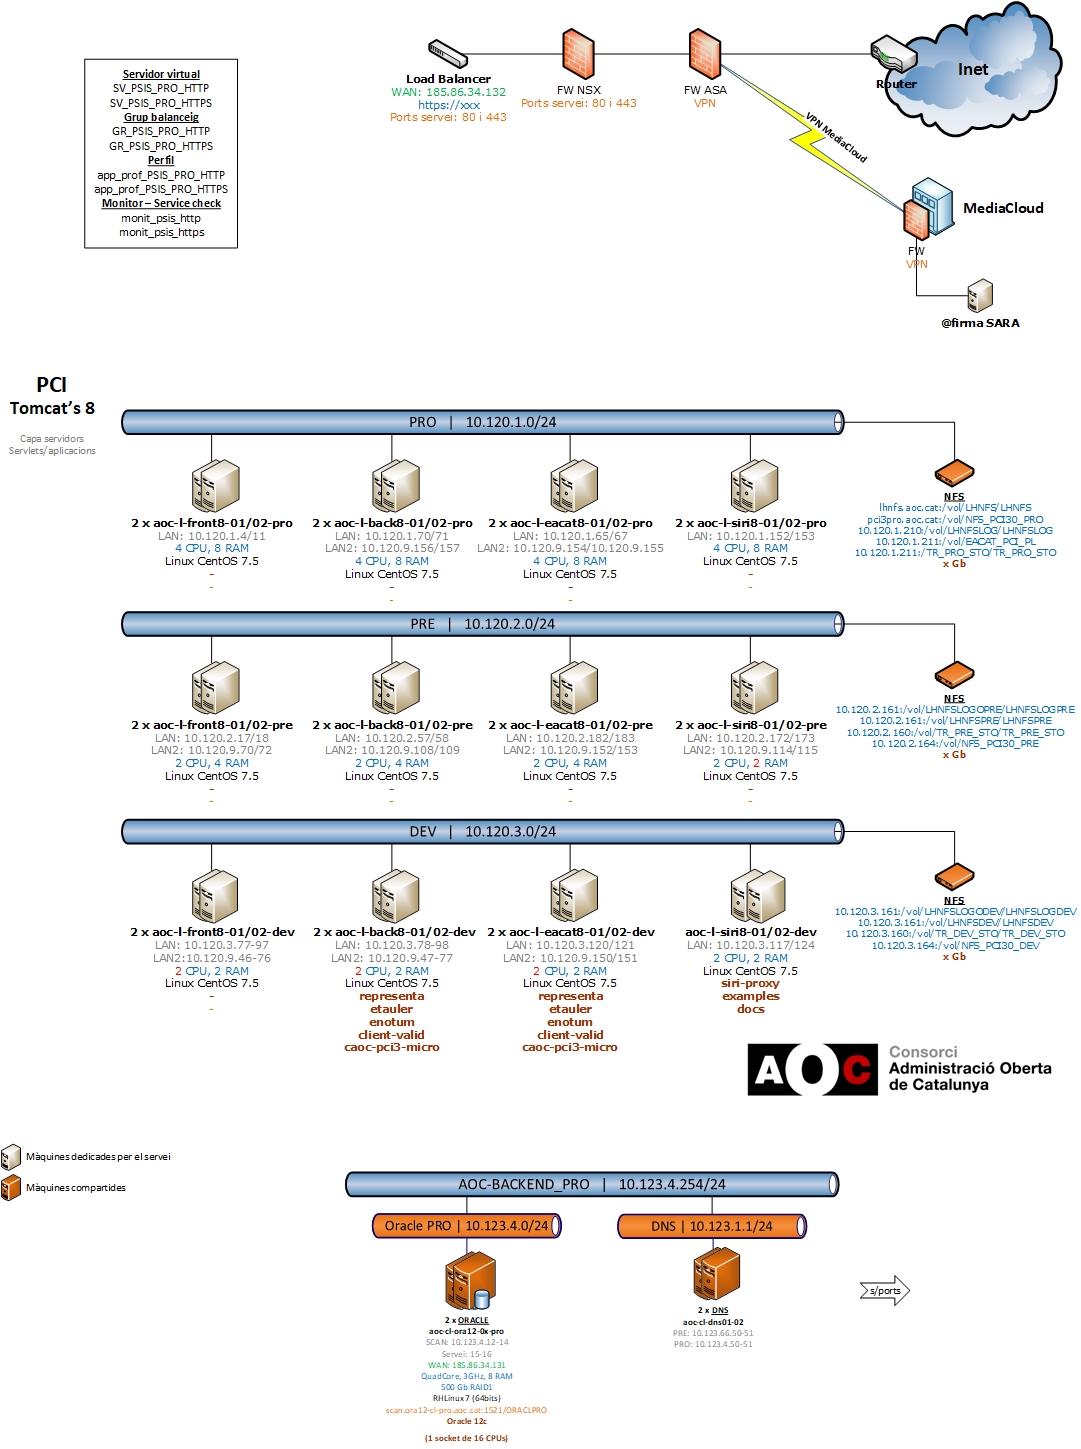 Servidor virtual
SV_PSIS_PRO_HTTP
SV_PSIS_PRO_HTTPS
Grup balanceig
GR_PSIS_PRO_HTTP
GR_PSIS_PRO_HTTPS
Perfil
app_prof_PSIS_PRO_HTTP
app_prof_PSIS_PRO_HTTPS
Monitor – Service check
monit_psis_http
monit_psis_https
Load Balancer
WAN: 185.86.34.132
https://xxx
Ports servei: 80 i 443
FW NSX
Ports servei: 80 i 443
FW ASA
VPN
Router
Inet
VPN MediaCloud
MediaCloud
FW
VPN
@firma SARA
PCI
Tomcat's 8
Capa servidors
Servlets/aplicacions
PRO | 10.120.1.0/24
2 x aoc-l-front8-01/02-pro
LAN: 10.120.1.4/11
4 CPU, 8 RAM
Linux CentOS 7.5
-
-
2 x aoc-l-back8-01/02-pro
LAN: 10.120.1.70/71
LAN2: 10.120.9.156/157
4 CPU, 8 RAM
Linux CentOS 7.5
-
-
2 x aoc-l-eacat8-01/02-pro
LAN: 10.120.1.65/67
LAN2: 10.120.9.154/10.120.9.155
4 CPU, 8 RAM
Linux CentOS 7.5
-
-
2 x aoc-l-siri8-01/02-pro
LAN: 10.120.1.152/153
4 CPU, 8 RAM
Linux CentOS 7.5
-
-
NFS
lhnfs.aoc.cat:/vol/LHNFS/LHNFS
pci3pro.aoc.cat:/vol/NFS_PCI30_PRO
10.120.1.210:/vol/LHNFSLOG/LHNFSLOG
10.120.1.211:/vol/EACAT_PCI_PL
10.120.1.211:/TR_PRO_STO/TR_PRO_STO
x Gb
PRE | 10.120.2.0/24
2 x aoc-l-front8-01/02-pre
LAN: 10.120.2.17/18
LAN2: 10.120.9.70/72
2 CPU, 4 RAM
Linux CentOS 7.5
-
-
2 x aoc-l-back8-01/02-pre
LAN: 10.120.2.57/58
LAN2: 10.120.9.108/109
2 CPU, 4 RAM
Linux CentOS 7.5
-
-
2 x aoc-l-eacat8-01/02-pre
LAN: 10.120.2.182/183
LAN2: 10.120.9.152/153
2 CPU, 4 RAM
Linux CentOS 7.5
-
-
2 x aoc-l-siri8-01/02-pre
LAN: 10.120.2.172/173
LAN2: 10.120.9.114/115
2 CPU, 2 RAM
Linux CentOS 7.5
-
-
NFS
10.120.2.161:/vol/LHNFSLOGOPRE/LHNFSLOGPRE
10.120.2.161:/vol/LHNFSPRE/LHNFSPRE
10.120.2.160:/vol/TR_PRE_STO/TR_PRE_STO
10.120.2.164:/vol/NFS_PCI30_PRE
x Gb
DEV | 10.120.3.0/24
2 x aoc-l-front8-01/02-dev
LAN: 10.120.3.77-97
LAN2:10.120.9.46-76
2 CPU, 2 RAM
Linux CentOS 7.5
-
-
2 x aoc-l-back8-01/02-dev
LAN: 10.120.3.78-98
LAN2: 10.120.9.47-77
2 CPU, 2 RAM
Linux CentOS 7.5
representa
etauler
enotum
client-valid
caoc-pci3-micro
2 x aoc-l-eacat8-01/02-dev
LAN: 10.120.3.120/121
LAN2: 10.120.9.150/151
2 CPU, 2 RAM
Linux CentOS 7.5
representa
etauler
enotum
client-valid
caoc-pci3-micro
aoc-l-siri8-01/02-dev
LAN: 10.120.3.117/124
2 CPU, 2 RAM
Linux CentOS 7.5
siri-proxy
examples
docs
NFS
10.120.3.161:/vol/LHNFSLOGODEV/LHNFSLOGDEV
10.120.3.161:/vol/LHNFSDEV/LHNFSDEV
10.120.3.160:/vol/TR_DEV_STO/TR_DEV_STO
10.120.3.164:/vol/NFS_PCI30_DEV
x Gb
AOC
Consorci
Administració Oberta
de Catalunya
Màquines dedicades per el servei
Màquines compartides
AOC-BACKEND_PRO | 10.123.4.254/24
Oracle PRO | 10.123.4.0/24
DNS | 10.123.1.1/24
2 x ORACLE
aoc-cl-ora12-0x-pro
SCAN: 10.123.4.12-14
Servei: 15-16
WAN: 185.86.34.131
QuadCore, 3GHz, 8 RAM
500 Gb RAID1
RHLinux 7 (64bits)
scan.ora12-cl-pro.aoc.cat:1521/ORACLPRO
Oracle 12c
(1 socket de 16 CPUs)
2 x DNS
aoc-cl-dns01-02
PRE: 10.123.66.50-51
PRO: 10.123.4.50-51
s/ports